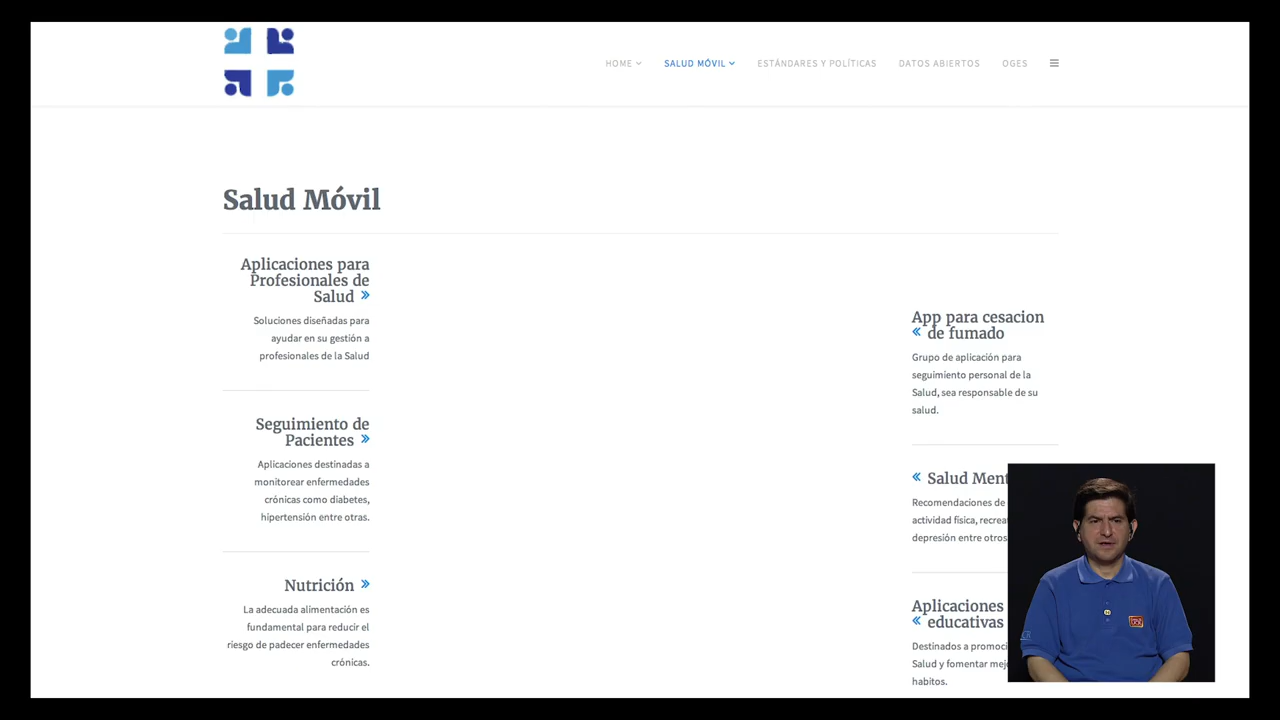 HOME
SALUD MÓVIL
ESTÁNDARES Y POLÍTICAS
DATOS ABIERTOS
OGES
Salud Móvil
Aplicaciones para
Profesionales de
Salud
Soluciones diseñadas para
ayudar en su gestión a
profesionales de la Salud
Seguimiento de
Pacientes
Aplicaciones destinadas a
monitorear enfermedades
crónicas como diabetes,
hipertensión entre otras.
Nutrición
La adecuada alimentación es
fundamental para reducir el
riesgo de padecer enfermedades
crónicas.
App para cesacion
de fumado
Grupo de aplicación para
seguimiento personal de la
Salud, sea responsable de su
salud.
Salud Ment
Recomendaciones de
actividad física, recrea
depresión entre otros
Aplicaciones
educativas
Destinados a promoci
Salud y fomentar mej
habitos.